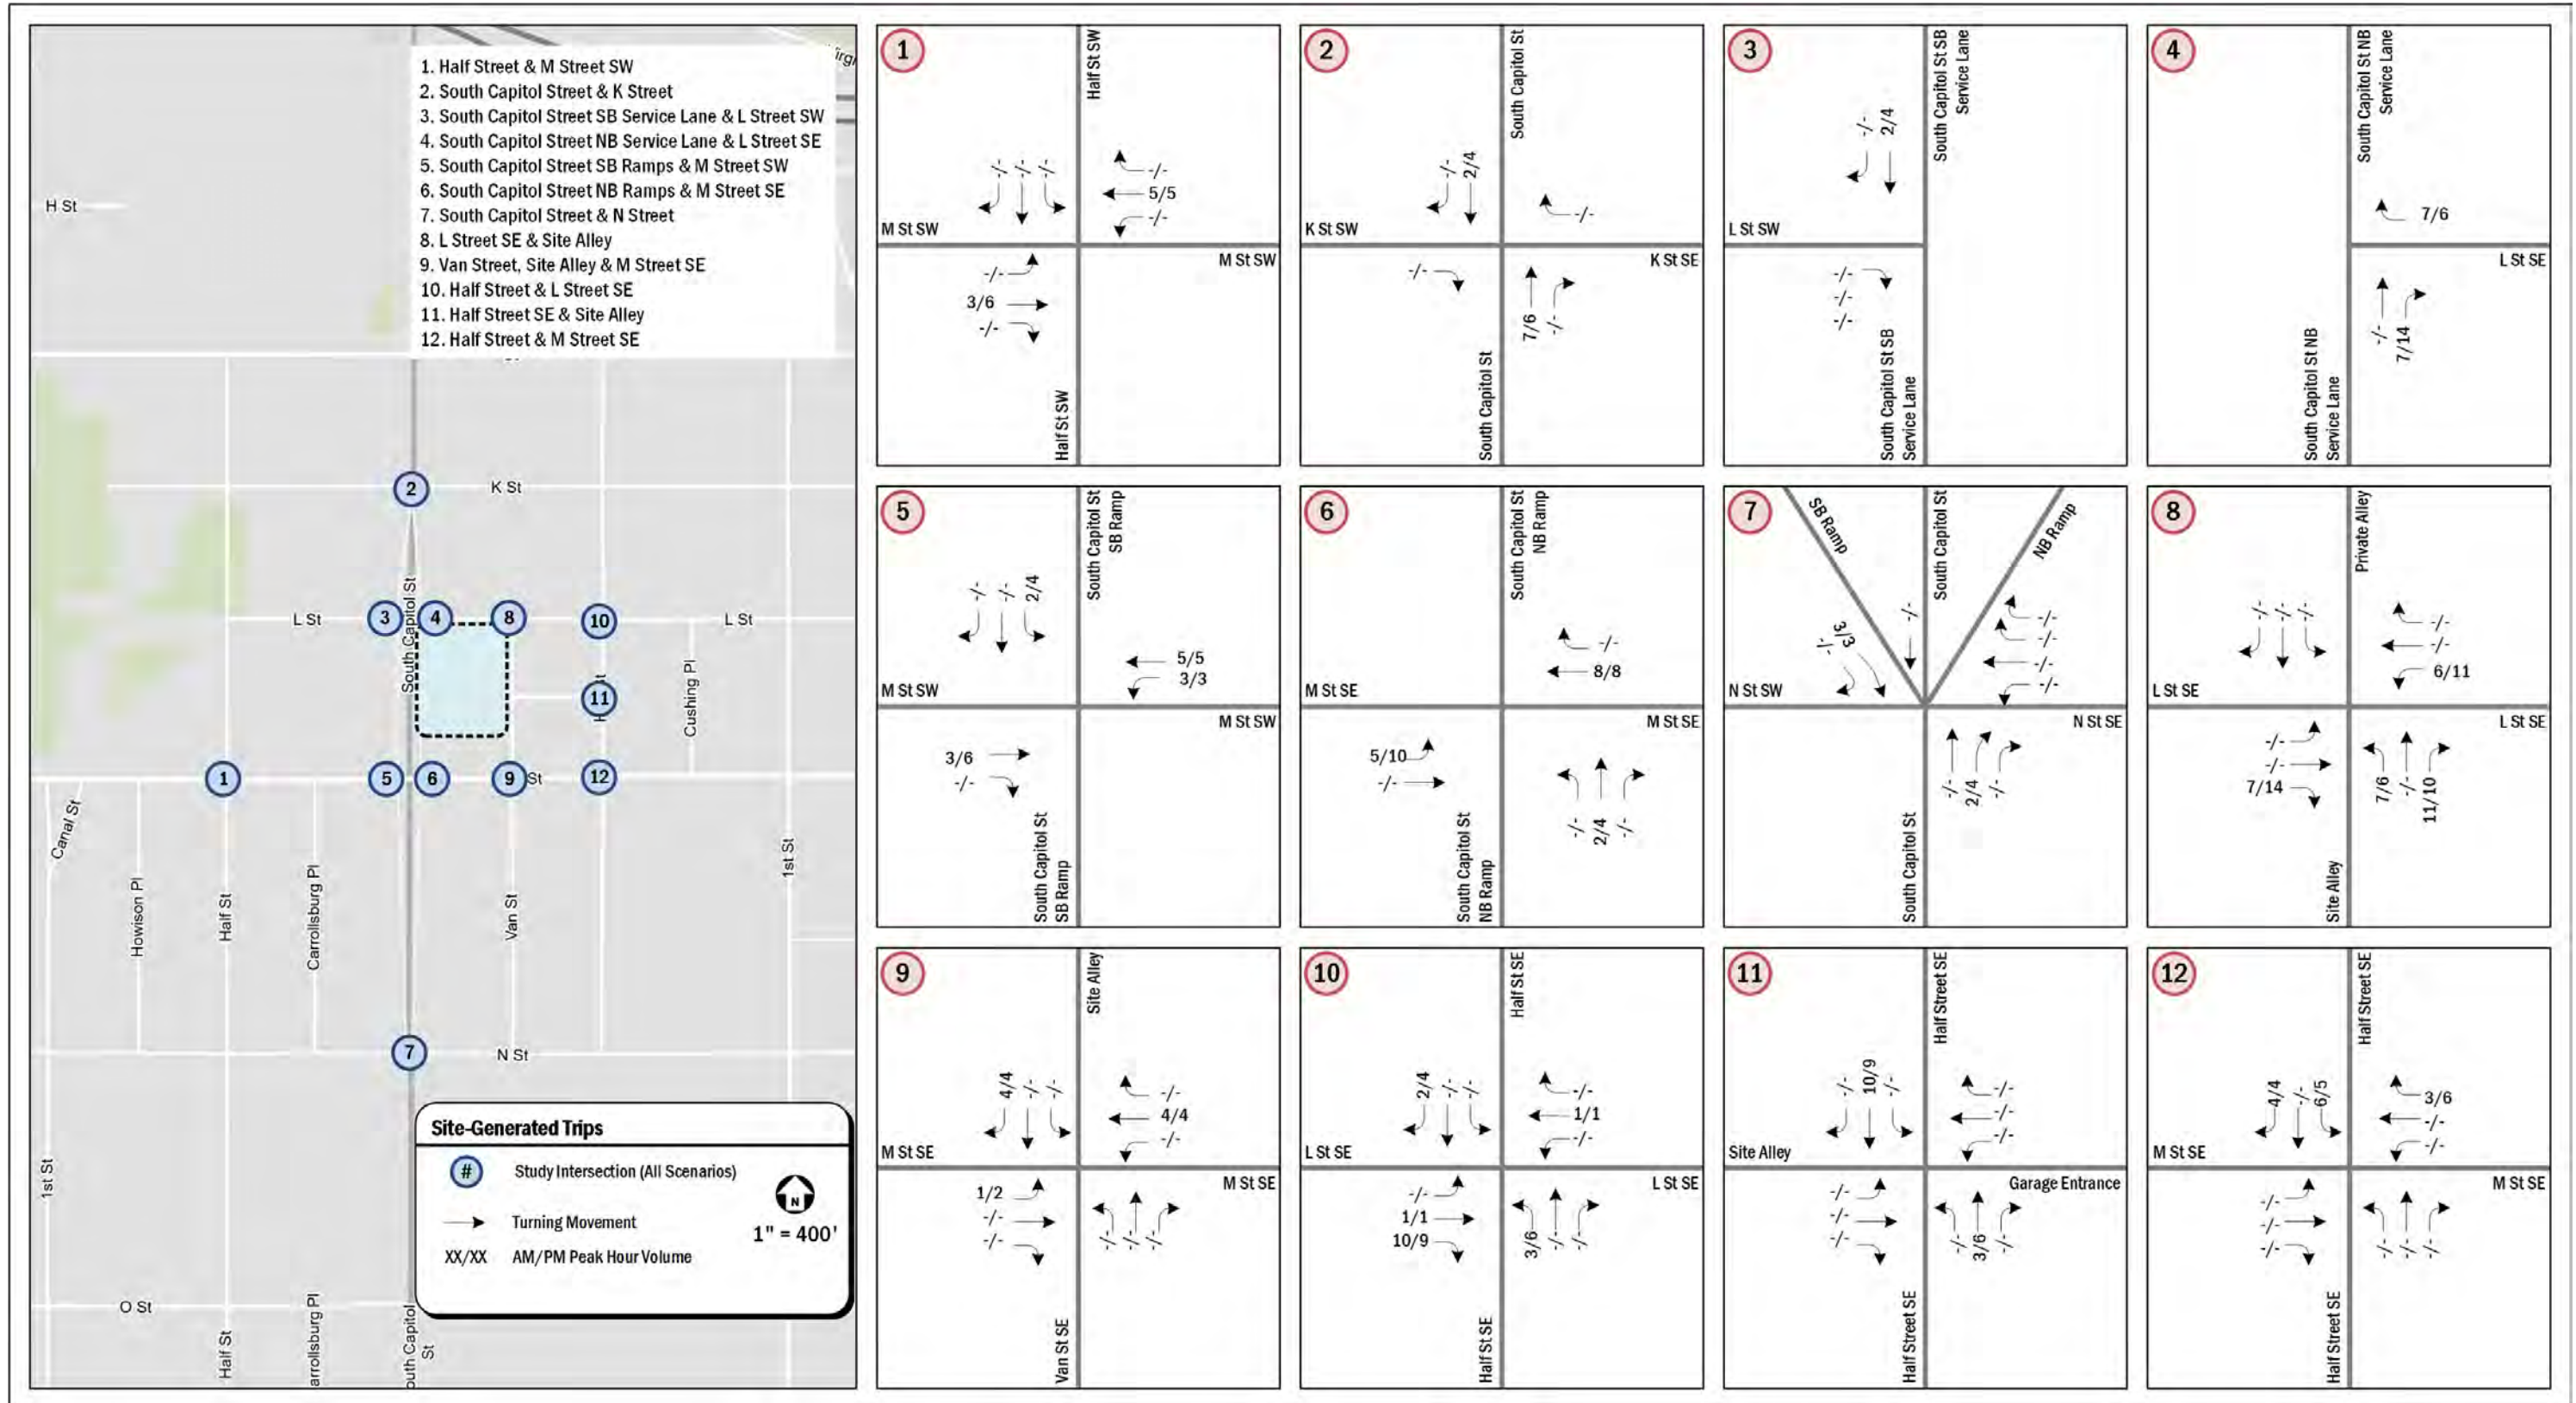 1. Half Street & M Street SW
2. South Capitol Street & K Street
3. South Capitol Street SB Service Lane & L Street SW
4. South Capitol Street NB Service Lane & L Street SE
5. South Capitol Street SB Ramps & M Street SW
6. South Capitol Street NB Ramps & M Street SE
7. South Capitol Street & N Street
8. L Street SE & Site Alley
9. Van Street, Site Alley & M Street SE
10. Half Street & L Street SE
11. Half Street SE & Site Alley
12. Half Street & M Street SE
H St
2
K St
South Capitol St
L St
3
4
8
10
L St
11
Cushing Pl
1
5
6
9
St
12
Canal St
Howison Pl
Half St
Carrollsburg Pl
Van St
1st St
7
N St
1st St
O St
Half St
arrollsburg Pl
outh Capitol
St
Site-Generated Trips
# Study Intersection (All Scenarios)
Turning Movement
XX/XX AM/PM Peak Hour Volume
N
1" = 400'
1
Half St SW
-/- -/- -/-
-/-
5/5
-/-
M St SW
M St SW
-/-
3/6
-/-
Half St SW
2
South Capitol St
-/- 2/4
-/-
K St SW
K St SE
-/-
7/6 -/-
South Capitol St
3
South Capitol St SB
Service Lane
-/- 2/4
L St SW
-/-
-/-
-/-
South Capitol St SB
Service Lane
4
South Capitol St NB
Service Lane
7/6
L St SE
-/- 7/14
South Capitol St NB
Service Lane
5
South Capitol St
SB Ramp
-/- -/- 2/4
5/5
3/3
M St SW
M St SW
3/6
-/-
South Capitol St
SB Ramp
6
South Capitol St
NB Ramp
-/-
8/8
M St SE
M St SE
5/10
-/-
-/- 2/4 -/-
South Capitol St
NB Ramp
7
SB Ramp
South Capitol St
NB Ramp
-/- 3/3
-/-
-/-
-/-
-/-
-/-
N St SW
N St SE
-/- 2/4 -/-
South Capitol St
8
Private Alley
-/- -/- -/-
-/-
-/-
6/11
L St SE
L St SE
-/-
-/-
7/14
7/6 -/- 11/10
Site Alley
9
Site Alley
4/4 -/- -/-
-/-
4/4
-/-
M St SE
M St SE
1/2
-/-
-/-
-/- -/- -/-
Van St SE
10
Half St SE
2/4 -/- -/-
-/-
1/1
-/-
L St SE
L St SE
-/-
1/1
10/9
3/6 -/- -/-
Half St SE
11
Half Street SE
-/- 10/9 -/-
-/-
-/-
-/-
Site Alley
Garage Entrance
-/-
-/-
-/-
-/- 3/6 -/-
Half Street SE
12
Half Street SE
4/4 -/- 6/5
3/6
-/-
-/-
M St SE
M St SE
-/-
-/-
-/-
-/- -/- -/-
Half Street SE